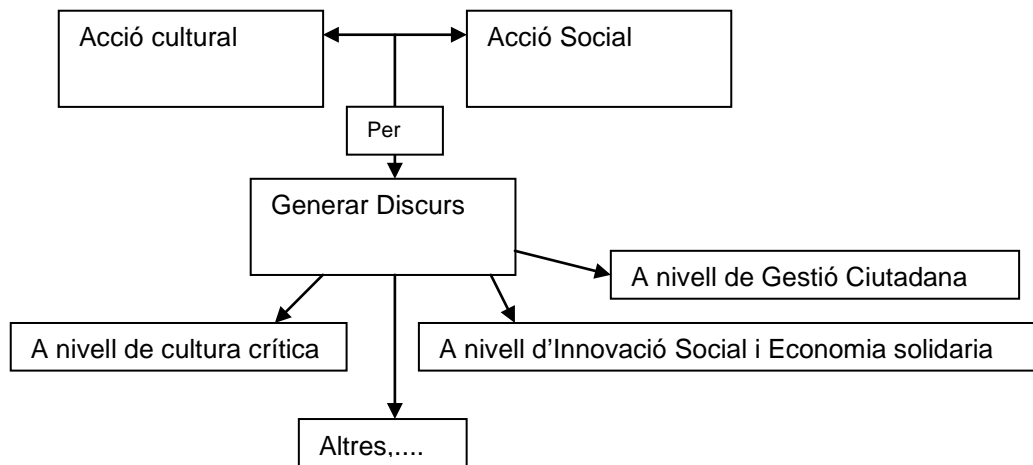 Acció cultural
Acció Social
Per
Generar Discurs
A nivell de Gestió Ciutadana
A nivell de cultura crítica
A nivell d’Innovació Social i Economia solidaria
Altres,....